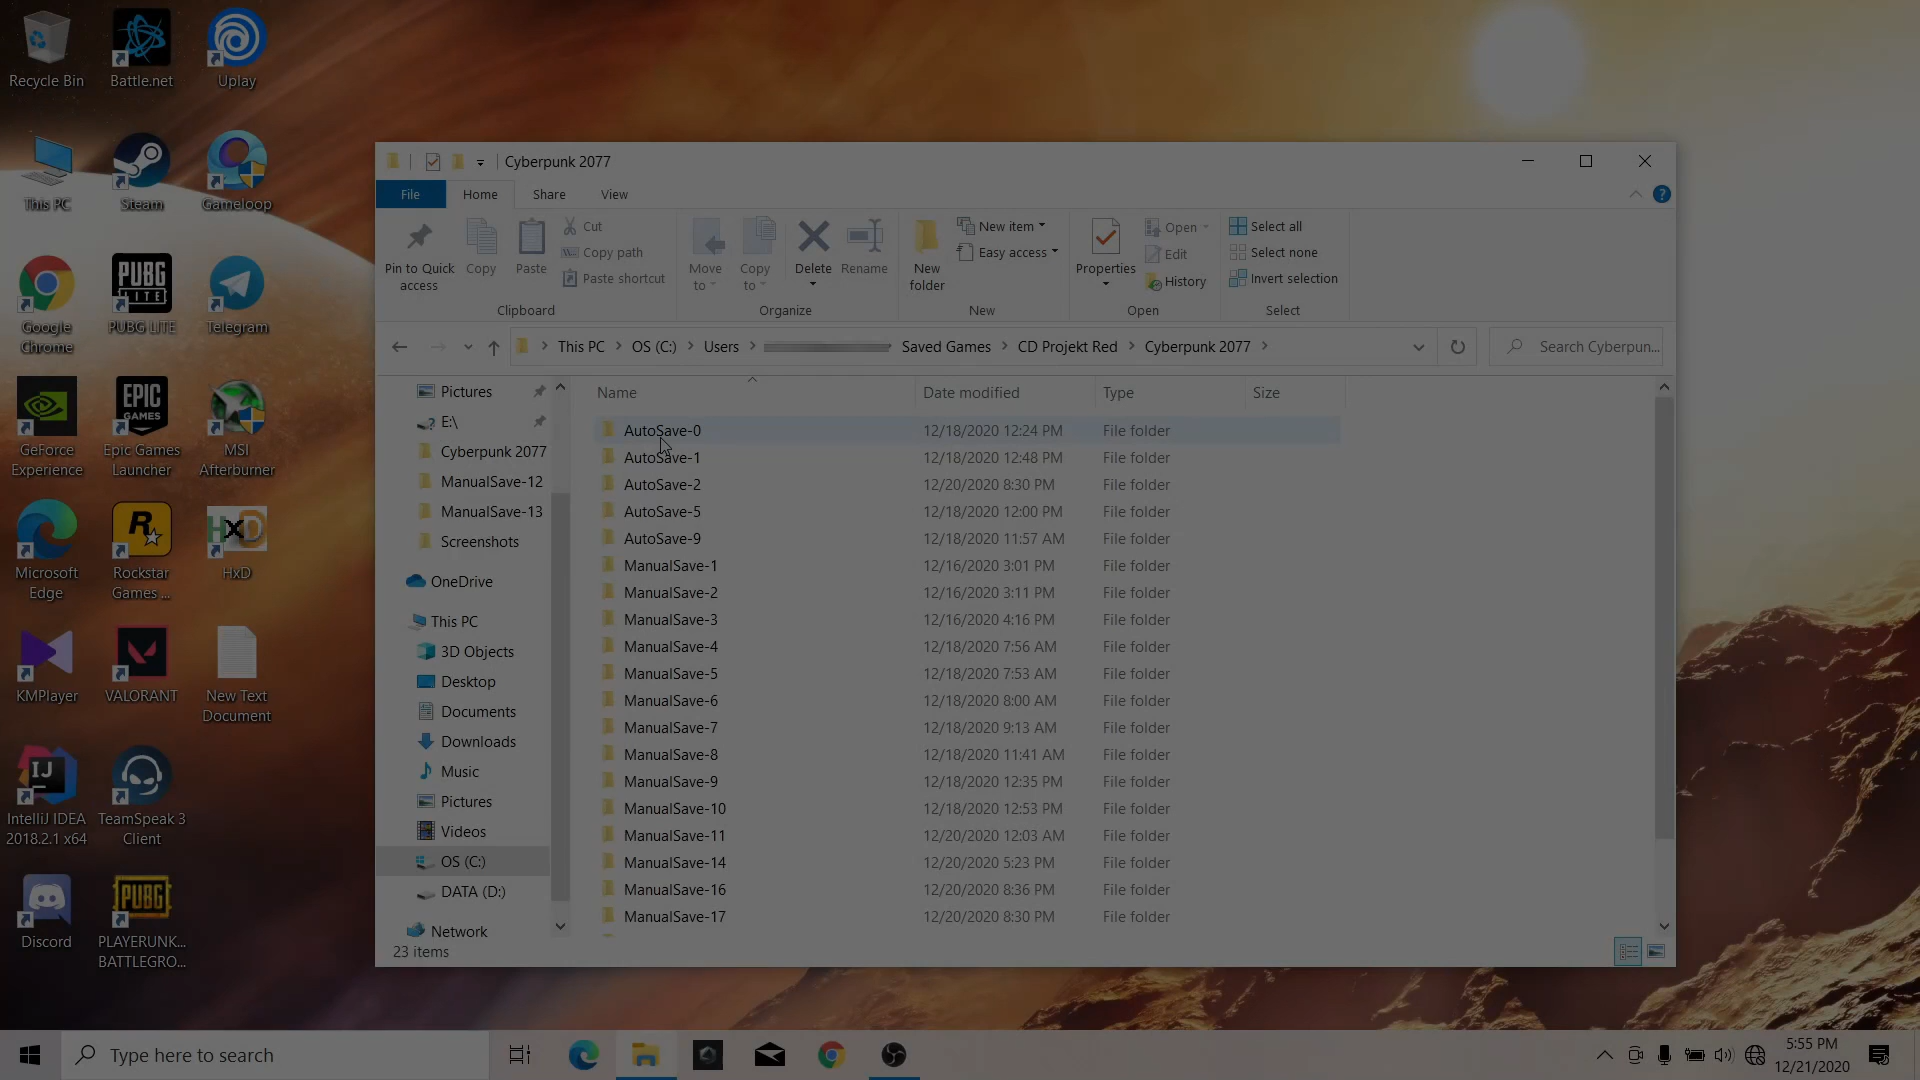 Recycle Bin
Battle.net
Uplay
This PC
Steam
Gameloop
Google
Chrome
PUBG LITE
Telegram
GeForce
Experience
Epic Games
Launcher
MSI
Afterburner
Microsoft
Edge
Rockstar
Games ...
HxD
KMPlayer
VALORANT
New Text
Document
IntelliJ IDEA
2018.2.1 x64
TeamSpeak 3
Client
Discord
PLAYERUNK...
BATTLEGRO...
PUBG
LITE
EPIC
GAMES
HxD
IJ
PUBG
Cyberpunk 2077
File
Home
Share
View
Pin to Quick
access
Copy
Paste
Cut
Copy path
Paste shortcut
Clipboard
Move
to
Copy
to
Delete
Rename
Organize
New
folder
New item
Easy access
New
Properties
Open
Edit
History
Open
Select all
Select none
Invert selection
Select
This PC
OS (C:)
Users
Saved Games
CD Projekt Red
Cyberpunk 2077
Search Cyberpun...
Pictures
E:\
Cyberpunk 2077
ManualSave-12
ManualSave-13
Screenshots
OneDrive
This PC
3D Objects
Desktop
Documents
Downloads
Music
Pictures
Videos
OS (C:)
DATA (D:)
Network
Name Date modified Type Size
AutoSave-0 12/18/2020 12:24 PM File folder
AutoSave-1 12/18/2020 12:48 PM File folder
AutoSave-2 12/20/2020 8:30 PM File folder
AutoSave-5 12/18/2020 12:00 PM File folder
AutoSave-9 12/18/2020 11:57 AM File folder
ManualSave-1 12/16/2020 3:01 PM File folder
ManualSave-2 12/16/2020 3:11 PM File folder
ManualSave-3 12/16/2020 4:16 PM File folder
ManualSave-4 12/18/2020 7:56 AM File folder
ManualSave-5 12/18/2020 7:53 AM File folder
ManualSave-6 12/18/2020 8:00 AM File folder
ManualSave-7 12/18/2020 9:13 AM File folder
ManualSave-8 12/18/2020 11:41 AM File folder
ManualSave-9 12/18/2020 12:35 PM File folder
ManualSave-10 12/18/2020 12:53 PM File folder
ManualSave-11 12/20/2020 12:03 AM File folder
ManualSave-14 12/20/2020 5:23 PM File folder
ManualSave-16 12/20/2020 8:36 PM File folder
ManualSave-17 12/20/2020 8:30 PM File folder
23 items
Type here to search
5:55 PM
12/21/2020